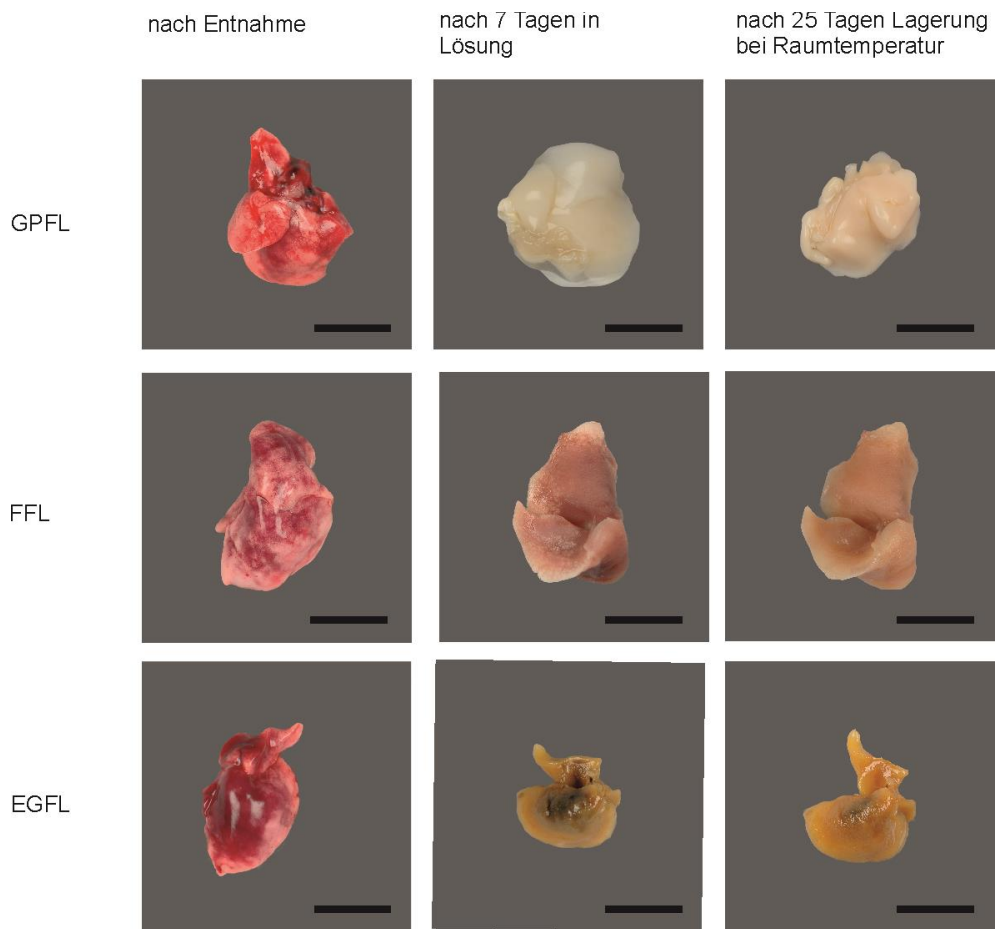 nach Entnahme
nach 7 Tagen in
Lösung
nach 25 Tagen Lagerung
bei Raumtemperatur
GPFL
FFL
EGFL